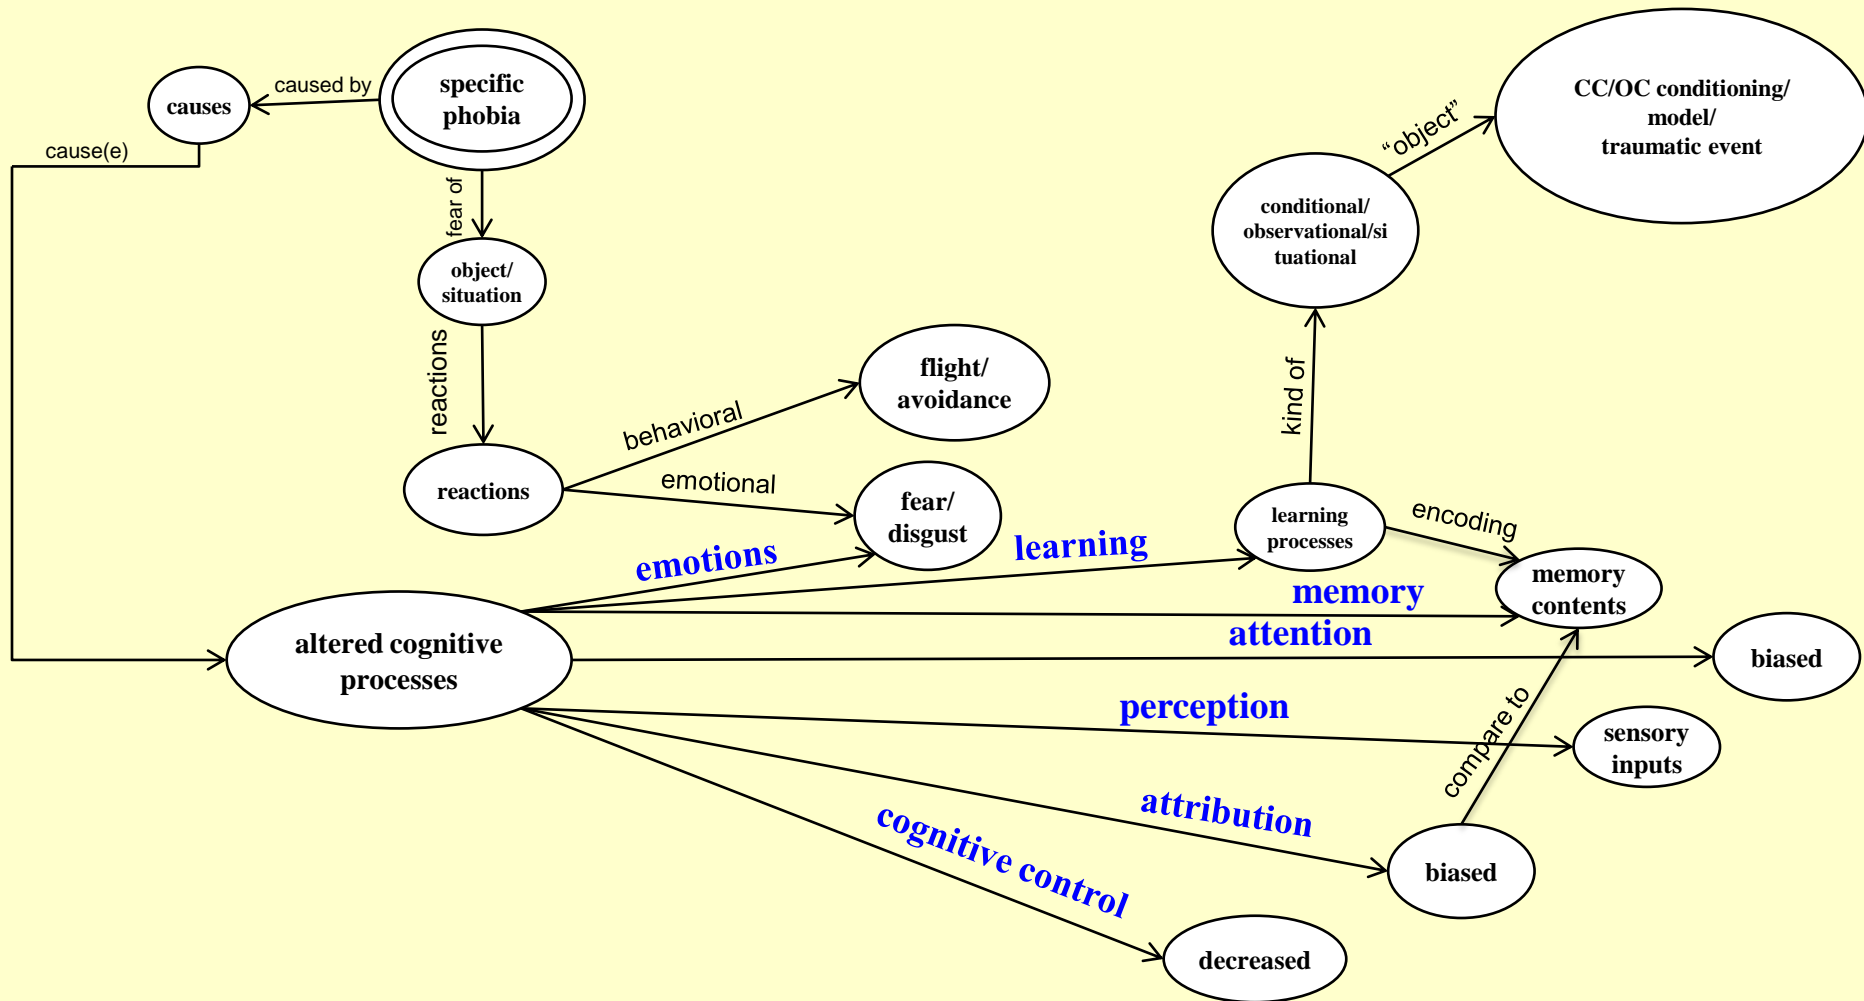 CC/OC conditioning/
model/
traumatic event
specific
phobia
caused by
causes
cause(e)
"object"
fear of
conditional/
observational/si
tuational
object/
situation
reactions
flight/
avoidance
behavioral
kind of
reactions
emotional
fear/
disgust
learning
processes
encoding
emotions
learning
memory
contents
memory
attention
altered cognitive
processes
biased
perception
sensory
inputs
compare to
attribution
cognitive control
biased
decreased